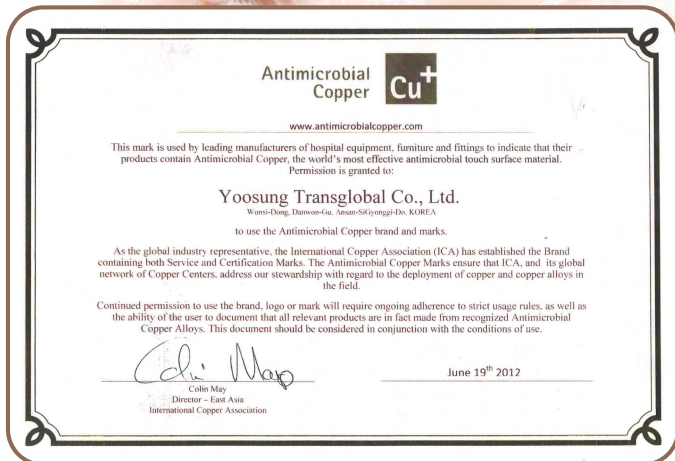 Antimicrobial
Copper
Cu+
www.antimicrobialcopper.com
This mark is used by leading manufacturers of hospital equipment, furniture and fittings to indicate that their
products contain Antimicrobial Copper, the world's most effective antimicrobial touch surface material.
Permission is granted to:
Yoosung Transglobal Co., Ltd.
Wonsi-Dong, Danwon-Gu, Ansan-SiGyonggi-Do, KOREA
to use the Antimicrobial Copper brand and marks.
As the global industry representative, the International Copper Association (ICA) has established the Brand
containing both Service and Certification Marks. The Antimicrobial Copper Marks ensure that ICA, and its global
network of Copper Centers, address our stewardship with regard to the deployment of copper and copper alloys in
the field.
Continued permission to use the brand, logo or mark will require ongoing adherence to strict usage rules, as well as
the ability of the user to document that all relevant products are in fact made from recognized Antimicrobial
Copper Alloys. This document should be considered in conjunction with the conditions of use.
Colin May
June 19th 2012
Colin May
Director – East Asia
International Copper Association